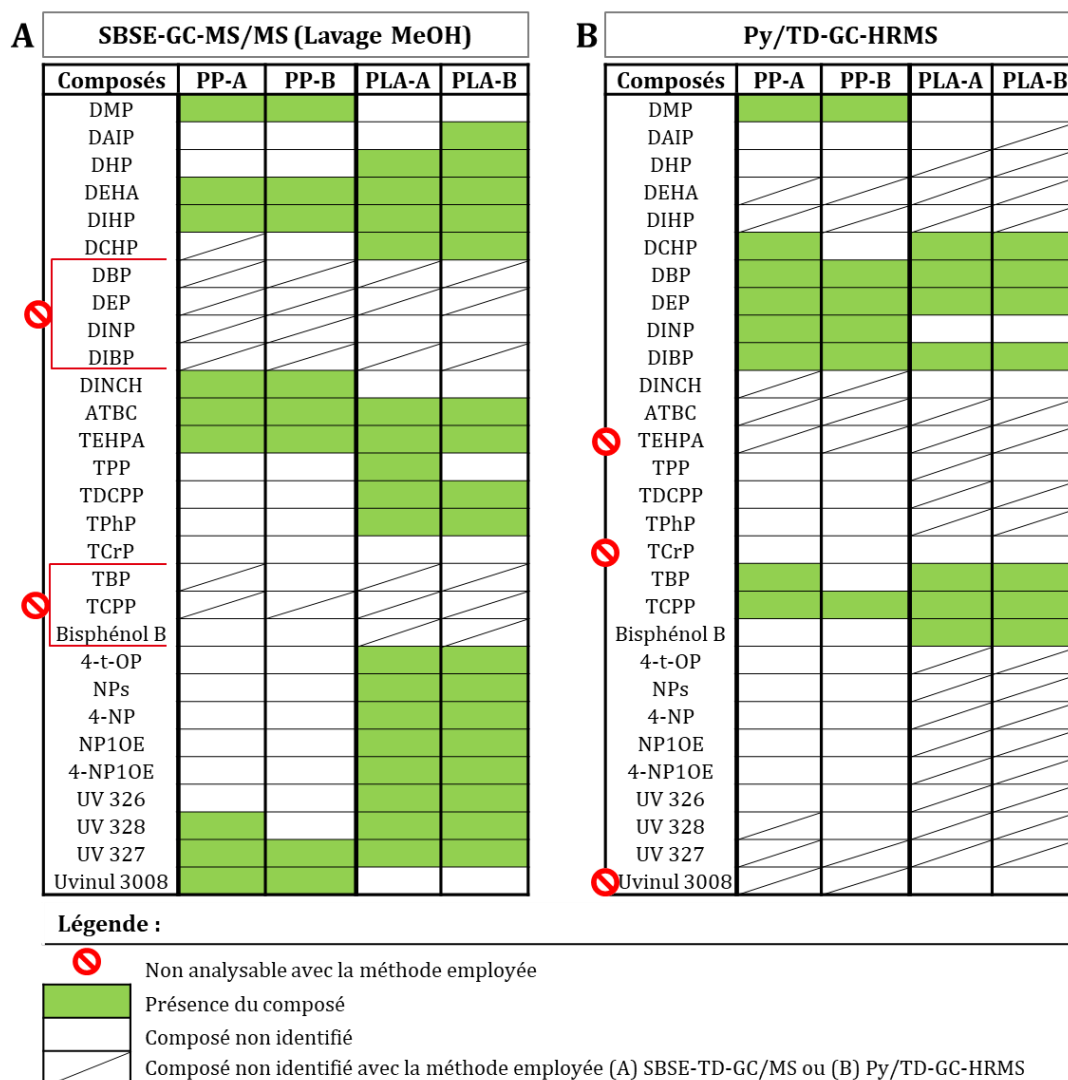 A
SBSE-GC-MS/MS (Lavage MeOH)
Composés PP-A PP-B PLA-A PLA-B
DMP
DAIP
DHP
DEHA
DIHP
DCHP
DBP
DEP
DINP
DIBP
DINCH
ATBC
TEHPA
TPP
TDCPP
TPhP
TCrP
TBP
TCPP
Bisphénol B
4-t-OP
NPs
4-NP
NP1OE
4-NP1OE
UV 326
UV 328
UV 327
Uvinul 3008
B
Py/TD-GC-HRMS
Composés PP-A PP-B PLA-A PLA-B
DMP
DAIP
DHP
DEHA
DIHP
DCHP
DBP
DEP
DINP
DIBP
DINCH
ATBC
TEHPA
TPP
TDCPP
TPhP
TCrP
TBP
TCPP
Bisphénol B
4-t-OP
NPs
4-NP
NP1OE
4-NP1OE
UV 326
UV 328
UV 327
Uvinul 3008
Légende :
Non analysable avec la méthode employée
Présence du composé
Composé non identifié
Composé non identifié avec la méthode employée (A) SBSE-TD-GC/MS ou (B) Py/TD-GC-HRMS